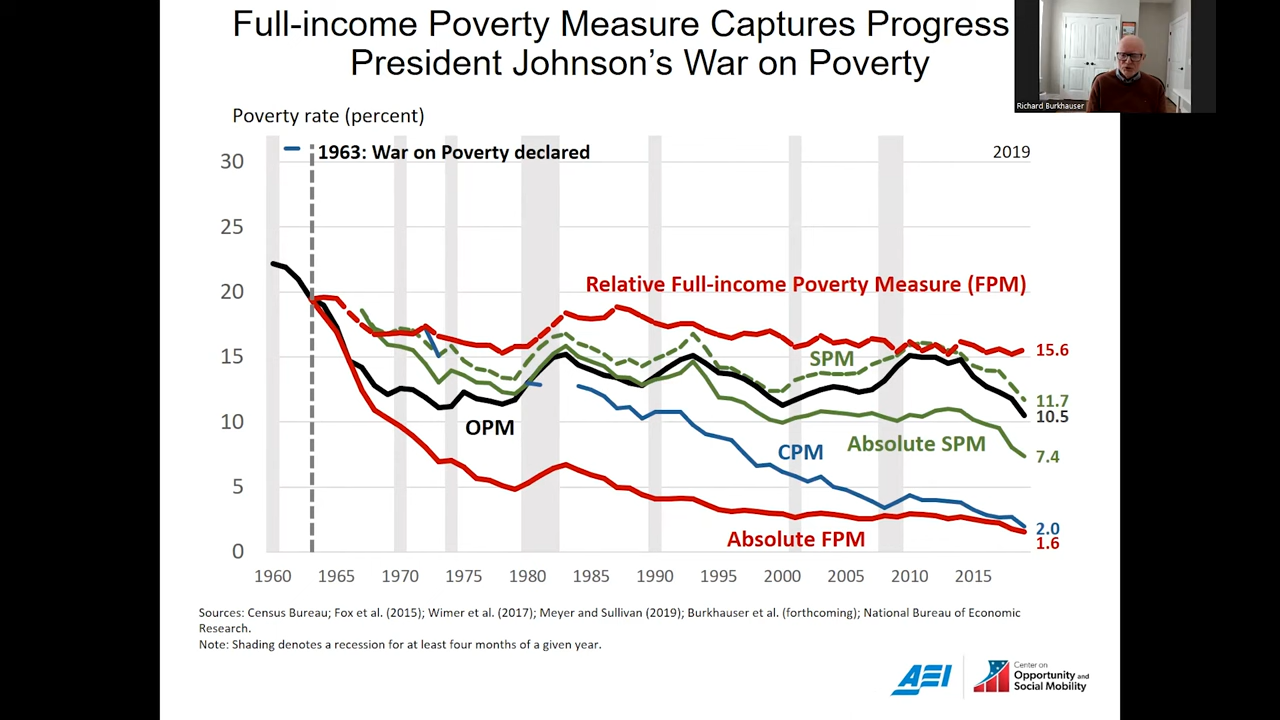 Full-income Poverty Measure Captures Progress
President Johnson's War on Poverty
Richard Burkhauser
Poverty rate (percent)
1963: War on Poverty declared
2019
30
25
20
15
10
5
0
Relative Full-income Poverty Measure (FPM)
15.6
SPM
11.7
10.5
OPM
Absolute SPM
CPM
7.4
2.0
Absolute FPM
1.6
1960 1965 1970 1975 1980 1985 1990 1995 2000 2005 2010 2015
Sources: Census Bureau; Fox et al. (2015); Wimer et al. (2017); Meyer and Sullivan (2019); Burkhauser et al. (forthcoming); National Bureau of Economic
Research.
Note: Shading denotes a recession for at least four months of a given year.
AEI
Center on
Opportunity and
Social Mobility